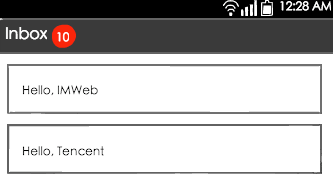 12:28 AM
Inbox 10
Hello, IMWeb
Hello, Tencent